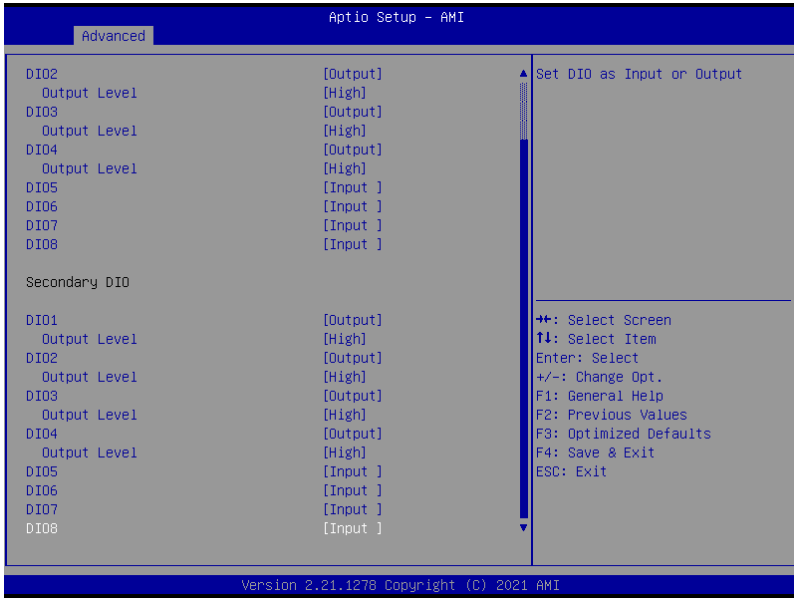 Aptio Setup – AMI
Advanced
DIO2 [Output]
Output Level [High]
DIO3 [Output]
Output Level [High]
DIO4 [Output]
Output Level [High]
DIO5 [Input ]
DIO6 [Input ]
DIO7 [Input ]
DIO8 [Input ]
Secondary DIO
DIO1 [Output]
Output Level [High]
DIO2 [Output]
Output Level [High]
DIO3 [Output]
Output Level [High]
DIO4 [Output]
Output Level [High]
DIO5 [Input ]
DIO6 [Input ]
DIO7 [Input ]
DIO8 [Input ]
Set DIO as Input or Output
→←: Select Screen
↑↓: Select Item
Enter: Select
+/-: Change Opt.
F1: General Help
F2: Previous Values
F3: Optimized Defaults
F4: Save & Exit
ESC: Exit
Version 2.21.1278 Copyright (C) 2021 AMI